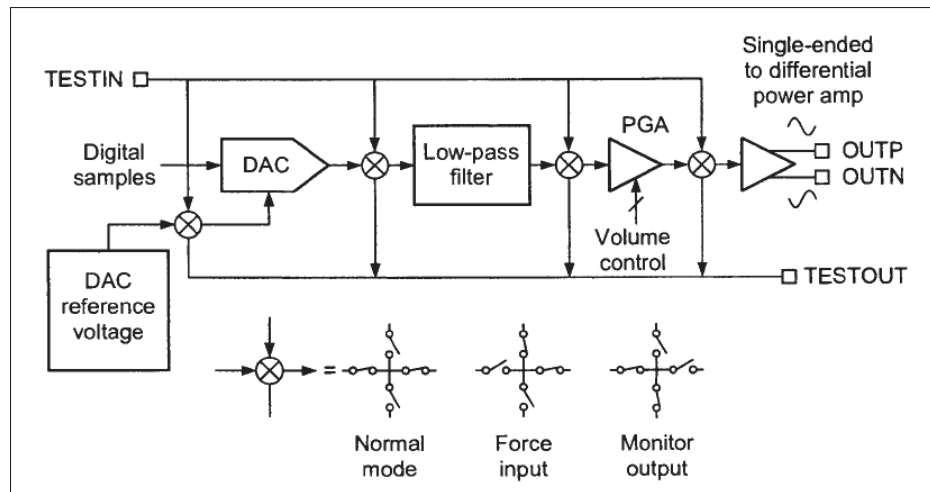 Single-ended
to differential
power amp
TESTIN
PGA
Digital
samples
DAC
Low-pass
filter
OUTP
OUTN
Volume
control
DAC
reference
voltage
TESTOUT
=
Normal
mode
Force
input
Monitor
output